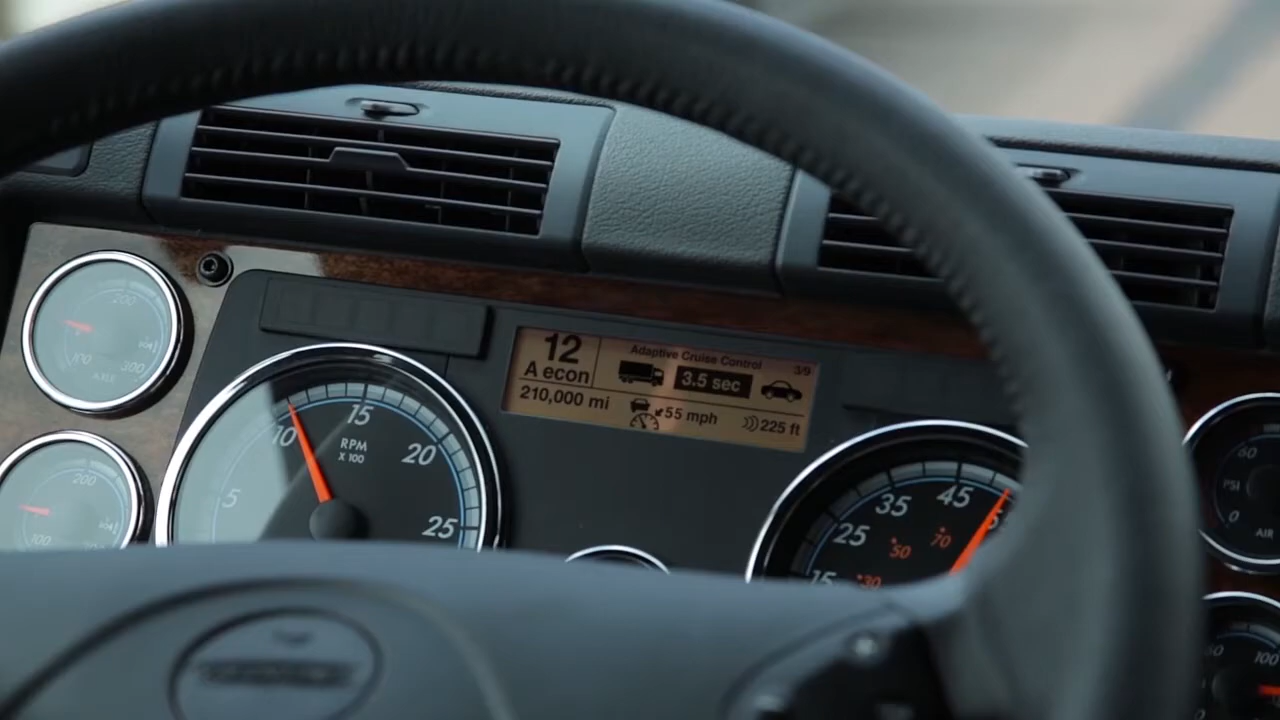 12
A econ
210,000 mi
Adaptive Cruise Control 3/9
3.5 sec
55 mph
225 ft
200
100
300
AXLE
200
100
5
10
15
20
25
RPM
X 100
15
25
35
45
30
50
70
60
PSI
0
AIR
100